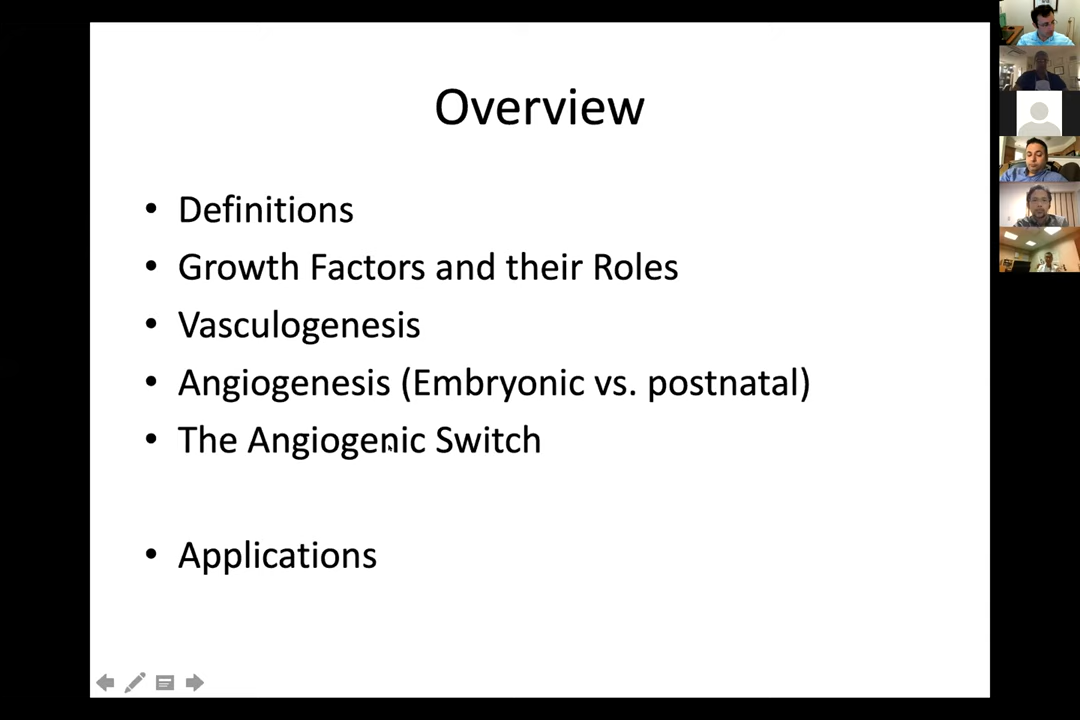 Overview
• Definitions
• Growth Factors and their Roles
• Vasculogenesis
• Angiogenesis (Embryonic vs. postnatal)
• The Angiogenic Switch
• Applications